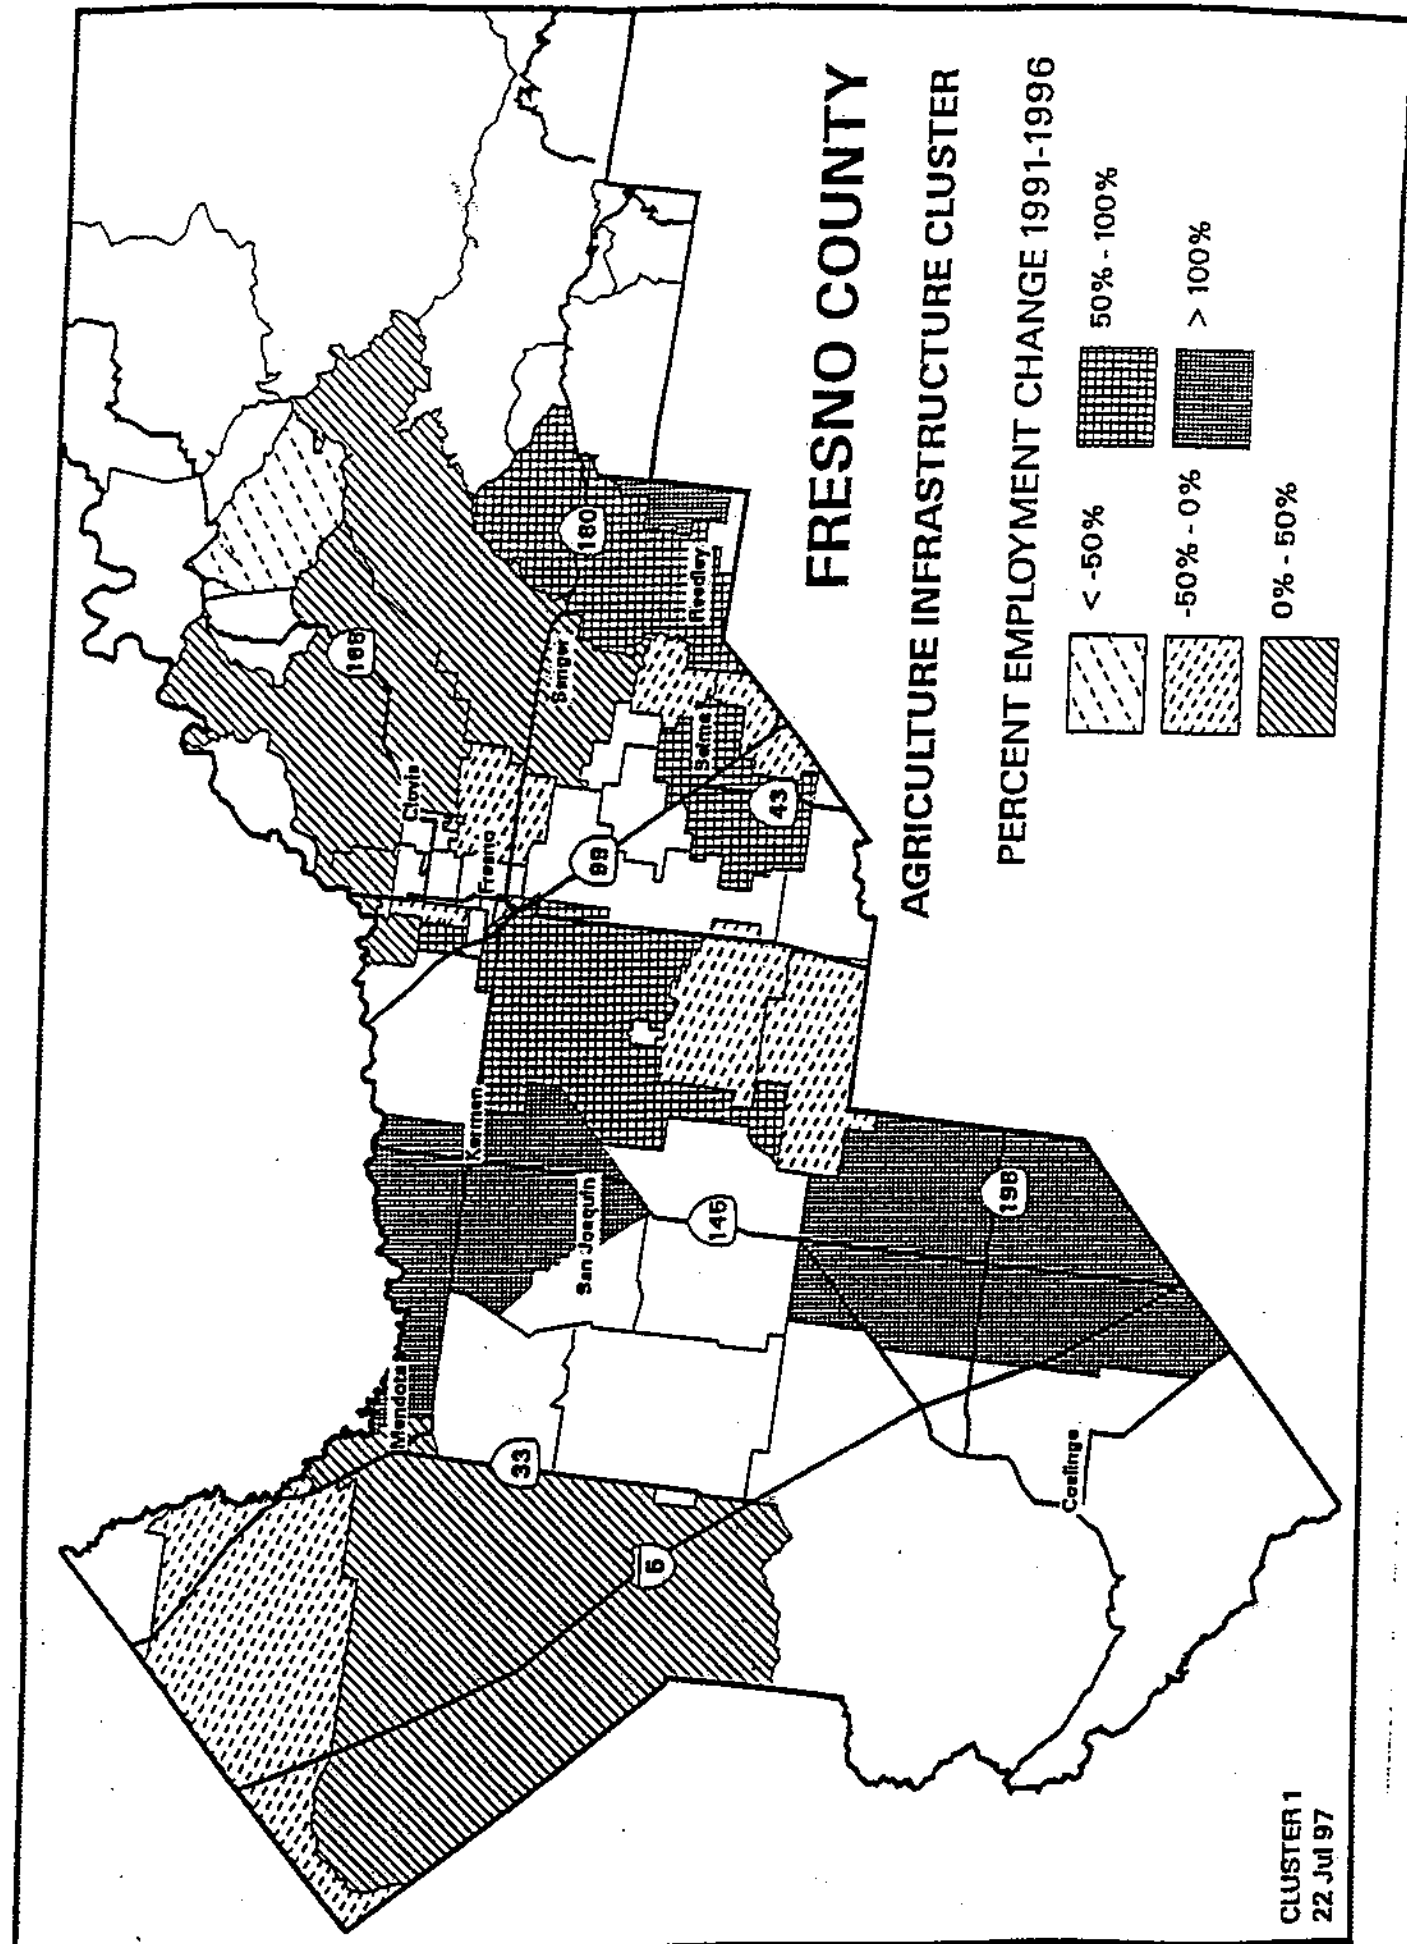 FRESNO COUNTY
AGRICULTURE INFRASTRUCTURE CLUSTER
PERCENT EMPLOYMENT CHANGE 1991-1996
< -50%
-50% - 0%
0% - 50%
50% - 100%
> 100%
168
Clovis
Fresno
Sanger
180
Reedley
Selma
99
43
Kerman
San Joaquin
145
198
Mendota
33
5
Coalinga
CLUSTER 1
22 Jul 97